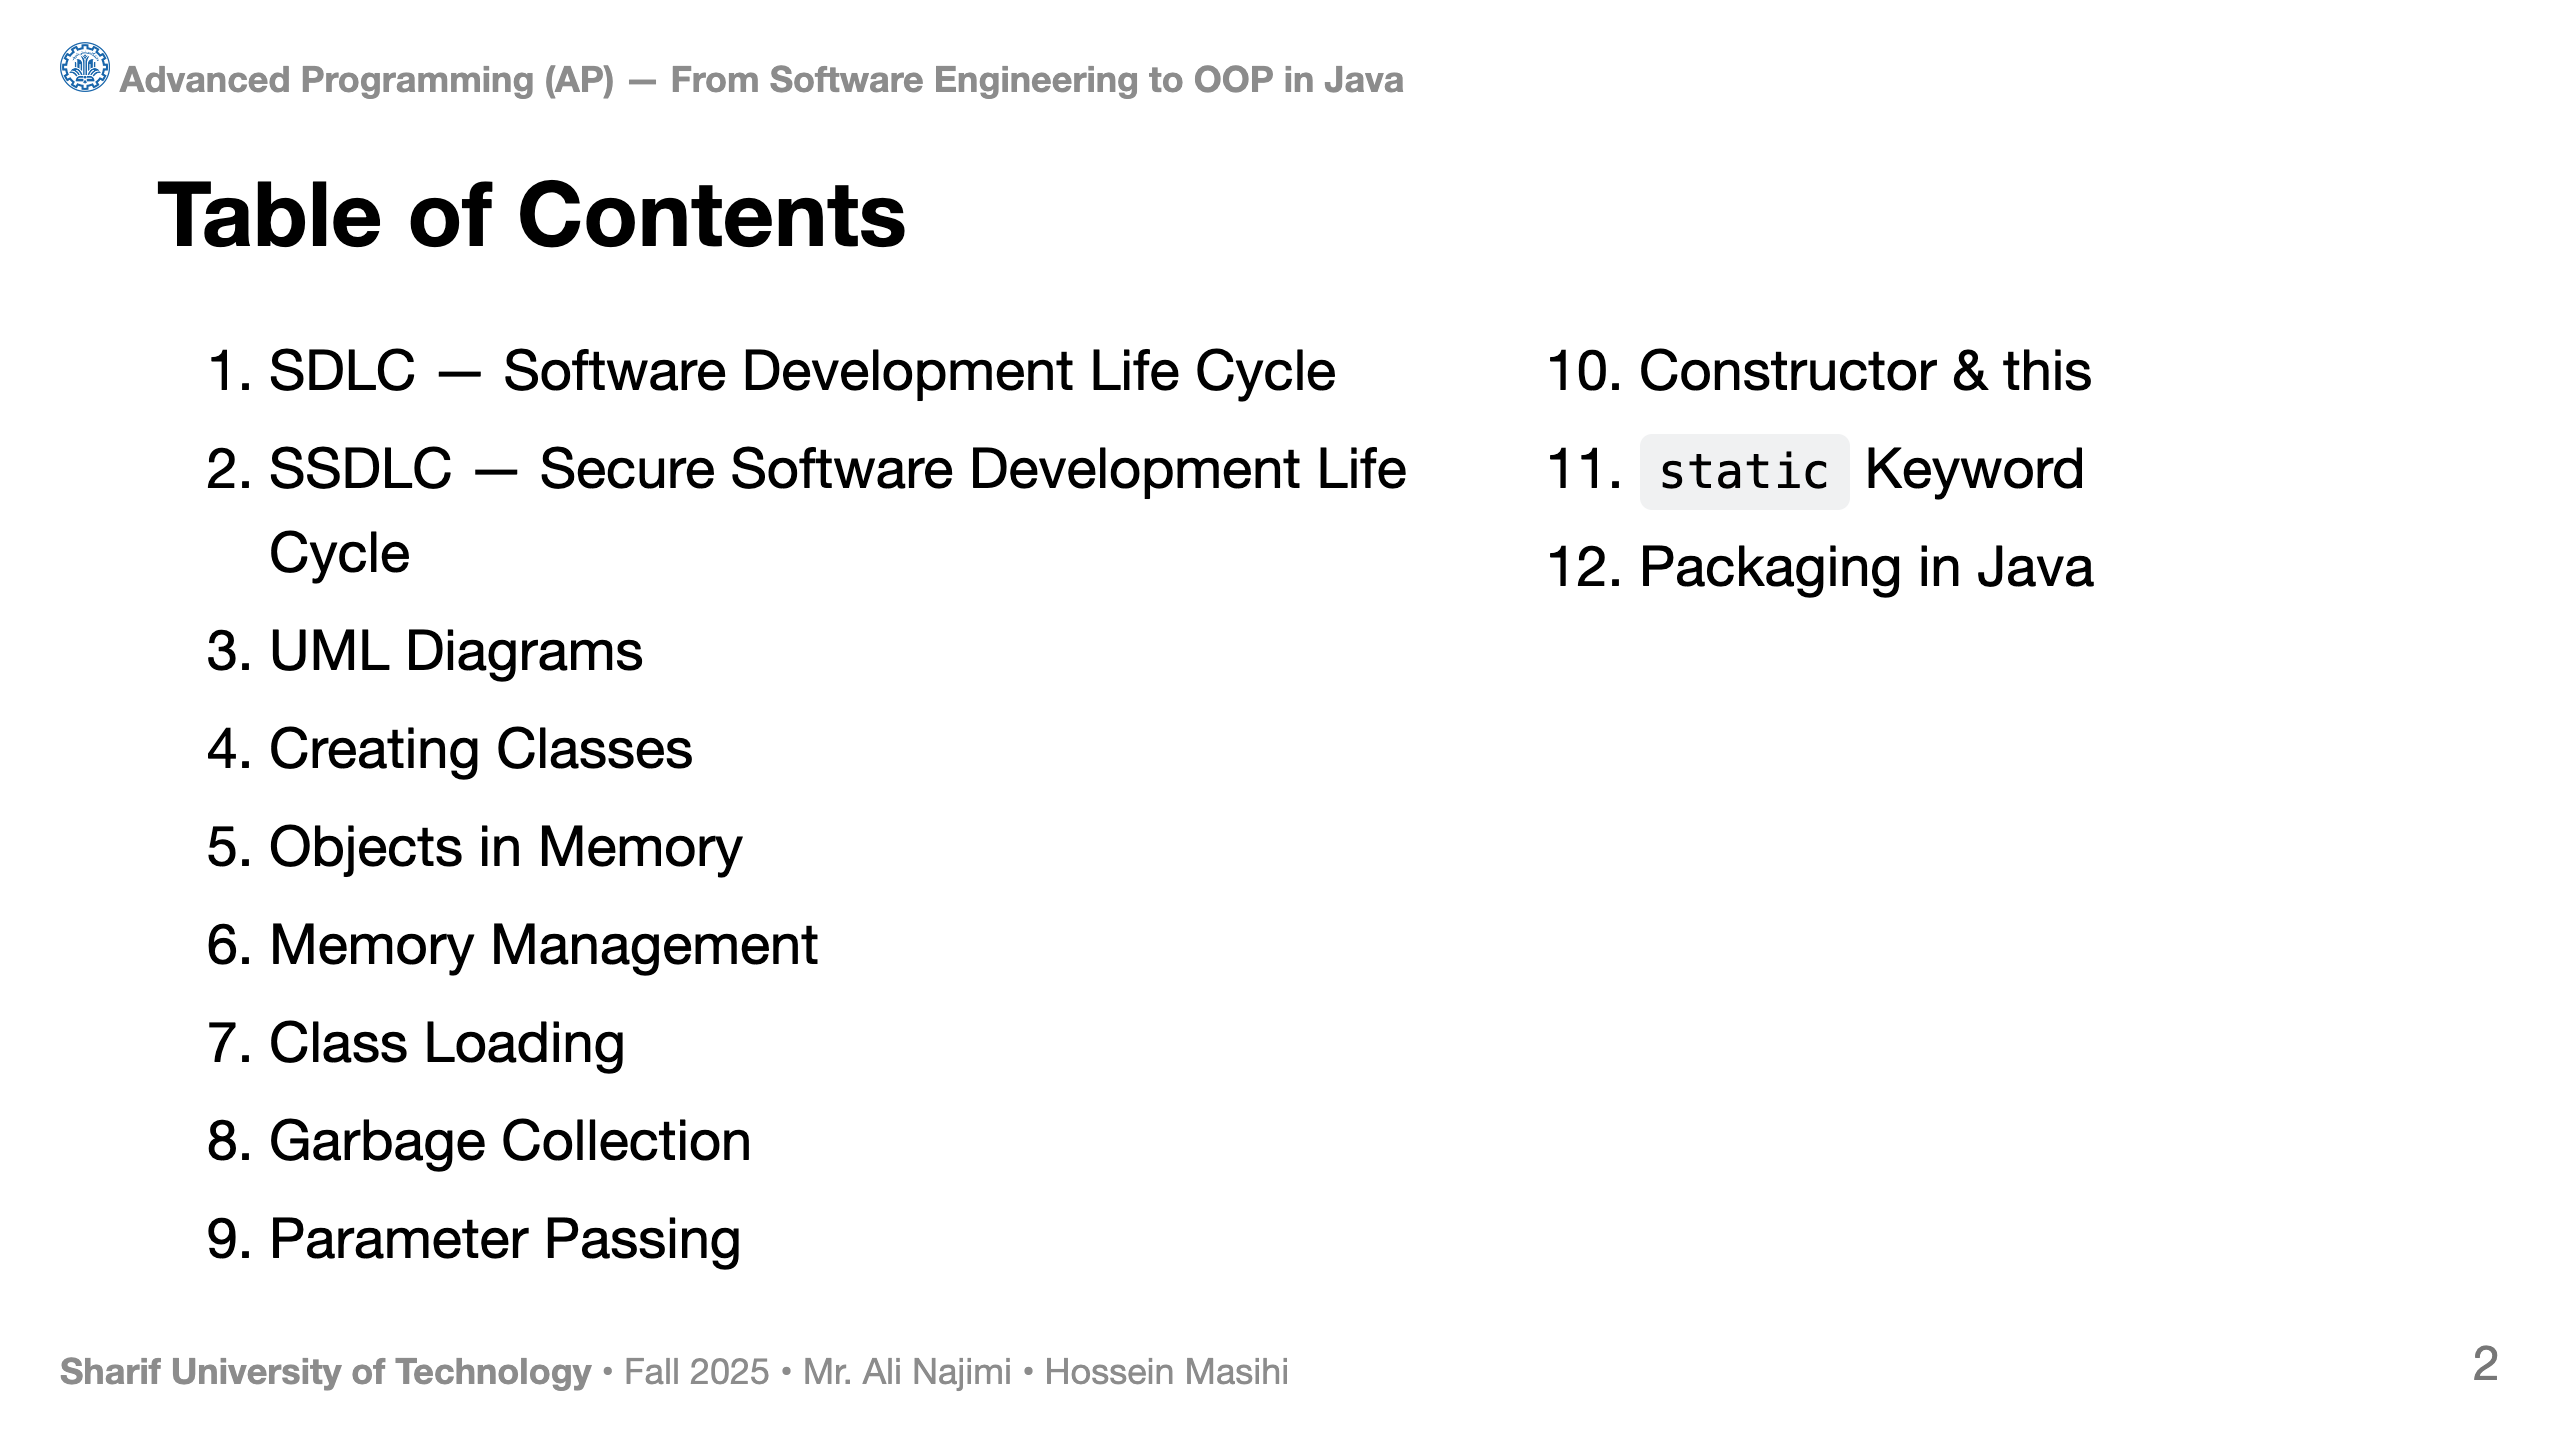 Advanced Programming (AP) — From Software Engineering to OOP in Java
Table of Contents
1. SDLC — Software Development Life Cycle
2. SSDLC — Secure Software Development Life
Cycle
3. UML Diagrams
4. Creating Classes
5. Objects in Memory
6. Memory Management
7. Class Loading
8. Garbage Collection
9. Parameter Passing
10. Constructor & this
11. static Keyword
12. Packaging in Java
Sharif University of Technology • Fall 2025 • Mr. Ali Najimi • Hossein Masihi
2